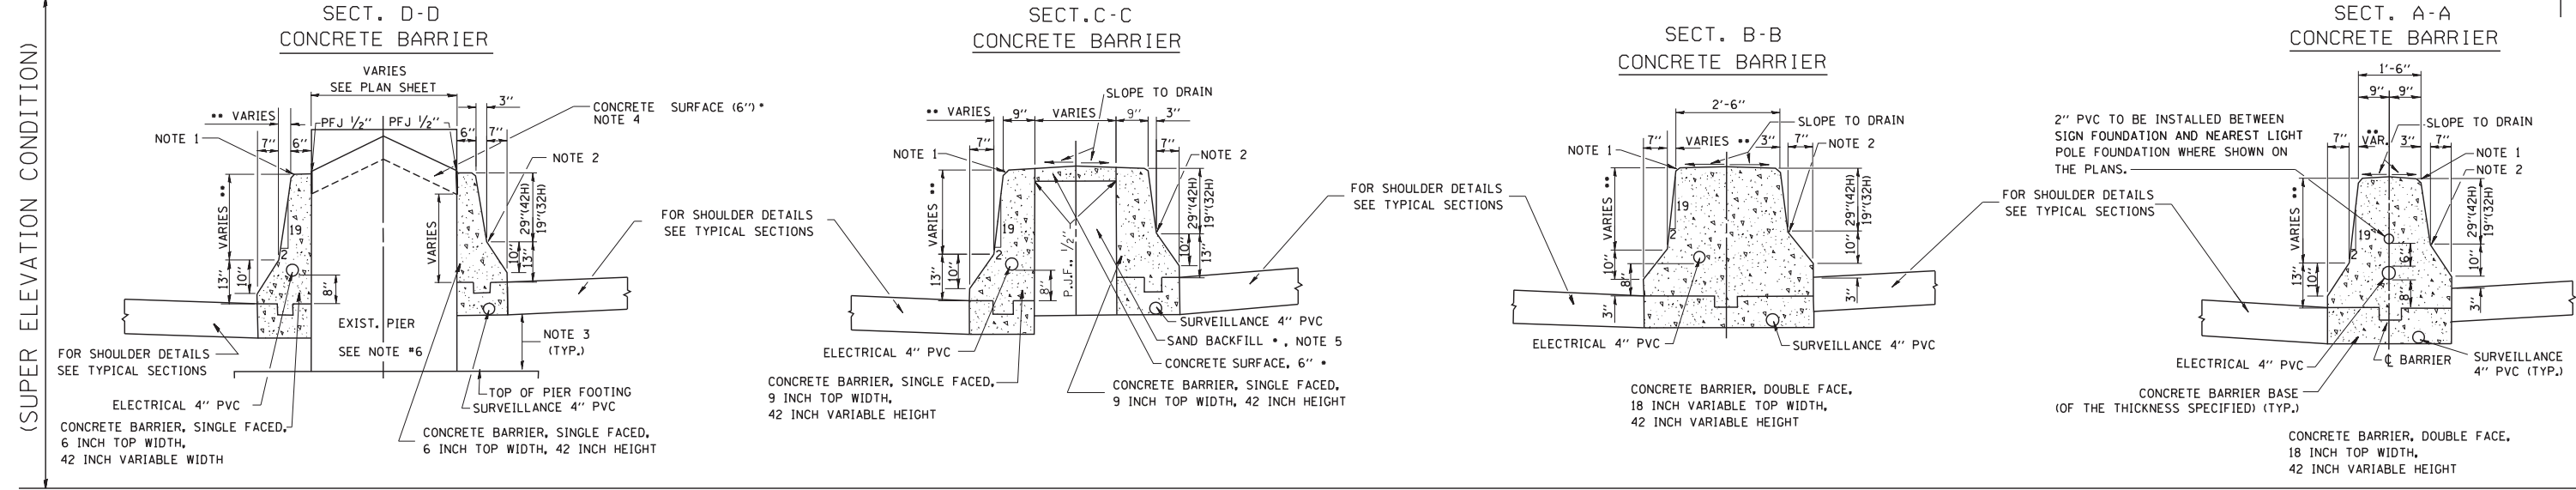 (SUPER ELEVATION CONDITION)
SECT. D-D
CONCRETE BARRIER
VARIES
SEE PLAN SHEET
3"
** VARIES
PFJ 1/2"
PFJ 1/2"
CONCRETE SURFACE (6")*
NOTE 4
NOTE 1
7"
6"
6"
7"
NOTE 2
VARIES **
19
2
VARIES
29"(42H)
19"(32H)
13"
10"
8"
10"
13"
EXIST. PIER
SEE NOTE #6
NOTE 3
(TYP.)
FOR SHOULDER DETAILS
SEE TYPICAL SECTIONS
FOR SHOULDER DETAILS
SEE TYPICAL SECTIONS
TOP OF PIER FOOTING
SURVEILLANCE 4" PVC
ELECTRICAL 4" PVC
CONCRETE BARRIER, SINGLE FACED,
6 INCH TOP WIDTH,
42 INCH VARIABLE WIDTH
CONCRETE BARRIER, SINGLE FACED,
6 INCH TOP WIDTH, 42 INCH HEIGHT
SECT.C-C
CONCRETE BARRIER
SLOPE TO DRAIN
** VARIES
9"
VARIES
9"
3"
7"
7"
NOTE 1
NOTE 2
VARIES **
19
2
29"(42H)
19"(32H)
13"
10"
8"
P.J.F., 1/2"
10"
13"
FOR SHOULDER DETAILS
SEE TYPICAL SECTIONS
SURVEILLANCE 4" PVC
SAND BACKFILL *, NOTE 5
CONCRETE SURFACE, 6" *
ELECTRICAL 4" PVC
CONCRETE BARRIER, SINGLE FACED,
9 INCH TOP WIDTH,
42 INCH VARIABLE HEIGHT
CONCRETE BARRIER, SINGLE FACED,
9 INCH TOP WIDTH, 42 INCH HEIGHT
SECT. B-B
CONCRETE BARRIER
2'-6"
SLOPE TO DRAIN
7"
VARIES **
3"
7"
NOTE 1
NOTE 2
VARIES **
19
2
29"(42H)
19"(32H)
10"
8"
3"
10"
3"
ELECTRICAL 4" PVC
SURVEILLANCE 4" PVC
CONCRETE BARRIER, DOUBLE FACE,
18 INCH VARIABLE TOP WIDTH,
42 INCH VARIABLE HEIGHT
SECT. A-A
CONCRETE BARRIER
1'-6"
9"
9"
2" PVC TO BE INSTALLED BETWEEN
SIGN FOUNDATION AND NEAREST LIGHT
POLE FOUNDATION WHERE SHOWN ON
THE PLANS.
SLOPE TO DRAIN
7"
**
VAR.
3"
7"
NOTE 1
NOTE 2
FOR SHOULDER DETAILS
SEE TYPICAL SECTIONS
VARIES **
19
2
29"(42H)
19"(32H)
6"
13"
10"
8"
10"
3"
ELECTRICAL 4" PVC
℄ BARRIER
SURVEILLANCE
4" PVC (TYP.)
CONCRETE BARRIER BASE
(OF THE THICKNESS SPECIFIED) (TYP.)
CONCRETE BARRIER, DOUBLE FACE,
18 INCH TOP WIDTH,
42 INCH VARIABLE HEIGHT